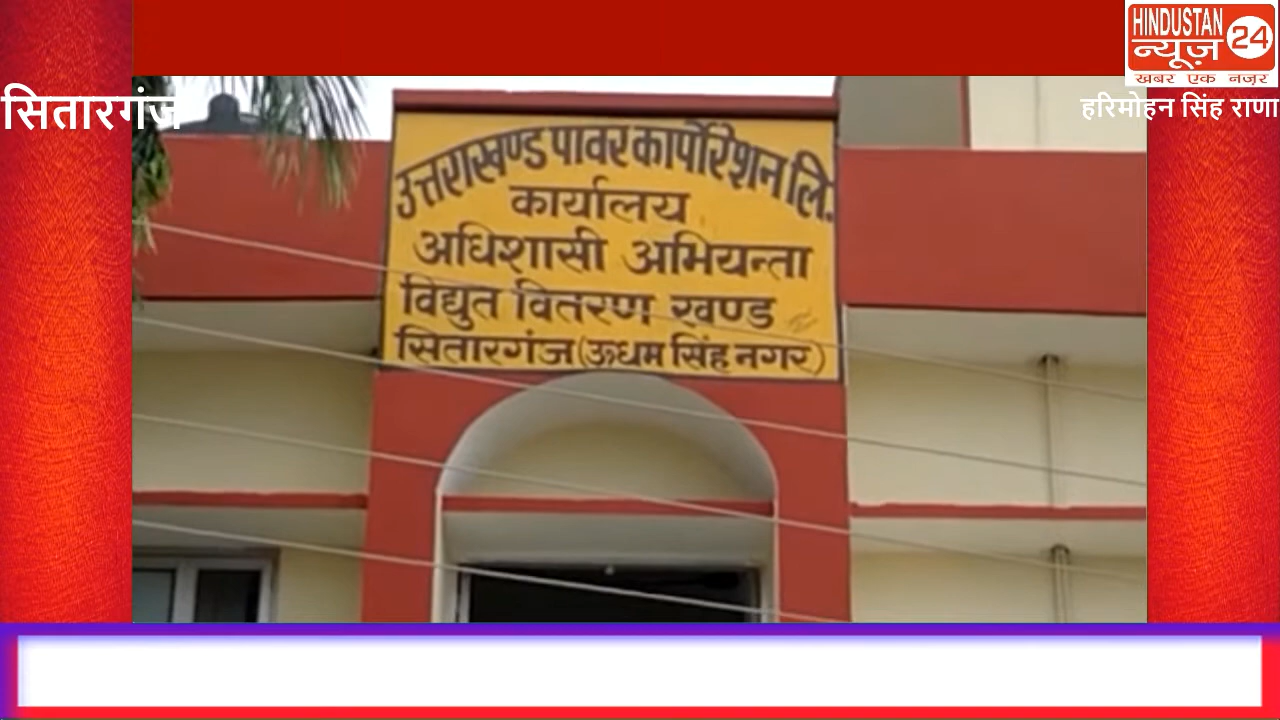 HINDUSTAN
न्यूज़ 24
खबर एक नज़र
सितारगंज
हरिमोहन सिंह राणा
उत्तराखण्ड पावर कार्पोरेशन लि.
कार्यालय
अधिशासी अभियन्ता
विद्युत वितरण खण्ड
सितारगंज (ऊधम सिंह नगर)